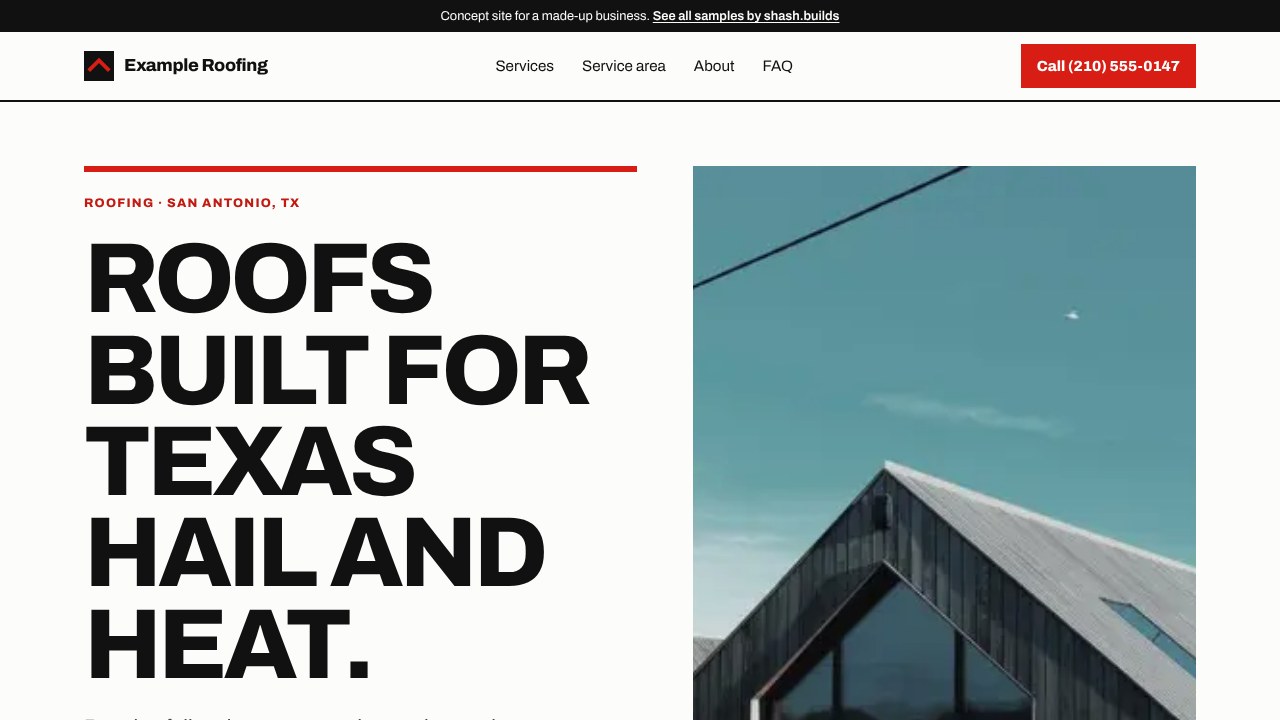 Concept site for a made-up business. See all samples by shash.builds
Example Roofing
Services
Service area
About
FAQ
Call (210) 555-0147
ROOFING · SAN ANTONIO, TX
ROOFS
BUILT FOR
TEXAS
HAIL AND
HEAT.